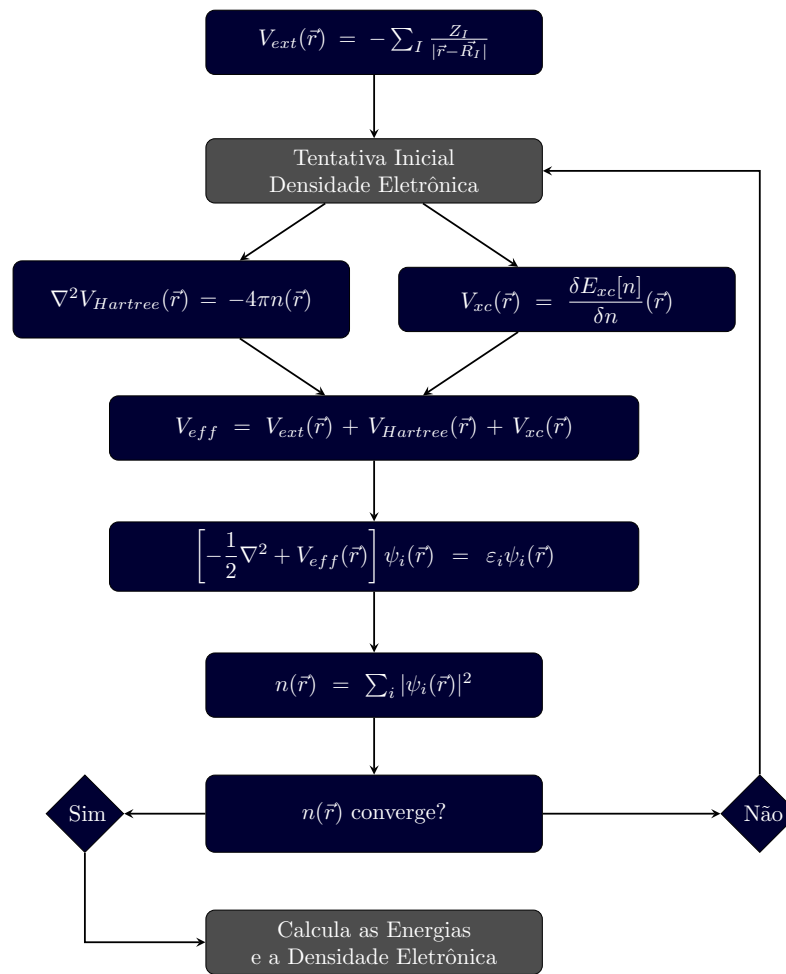 $V_{ext}(\vec{r}) = -\sum_I \frac{Z_I}{|\vec{r}-\vec{R_I}|}$
Tentativa Inicial
Densidade Eletrônica
$\nabla^2 V_{Hartree}(\vec{r}) = -4\pi n(\vec{r})$
$V_{xc}(\vec{r}) = \frac{\delta E_{xc}[n]}{\delta n}(\vec{r})$
$V_{eff} = V_{ext}(\vec{r}) + V_{Hartree}(\vec{r}) + V_{xc}(\vec{r})$
$\left[-\frac{1}{2}\nabla^2 + V_{eff}(\vec{r})\right]\psi_i(\vec{r}) = \varepsilon_i\psi_i(\vec{r})$
$n(\vec{r}) = \sum_i |\psi_i(\vec{r})|^2$
Sim
$n(\vec{r})$ converge?
Não
Calcula as Energias
e a Densidade Eletrônica